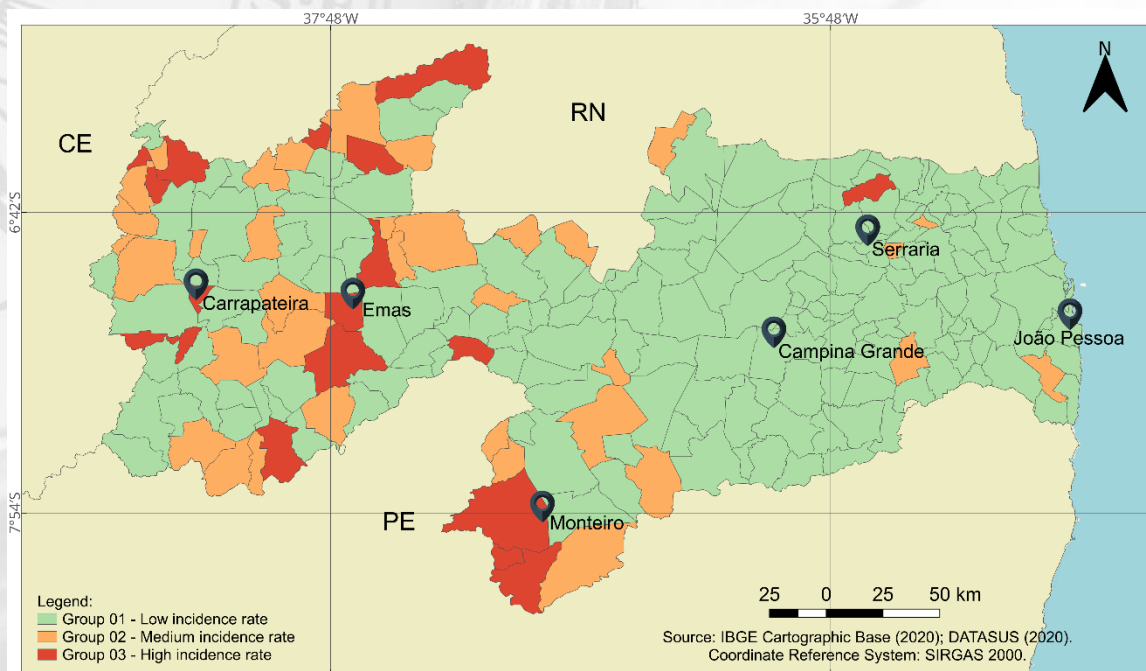 37°48′W
35°48′W
N
RN
CE
6°42′S
Serraria
Carrapateira
Emas
João Pessoa
Campina Grande
7°54′S
PE
Monteiro
Legend:
Group 01 - Low incidence rate
Group 02 - Medium incidence rate
Group 03 - High incidence rate
25 0 25 50 km
Source: IBGE Cartographic Base (2020); DATASUS (2020).
Coordinate Reference System: SIRGAS 2000.